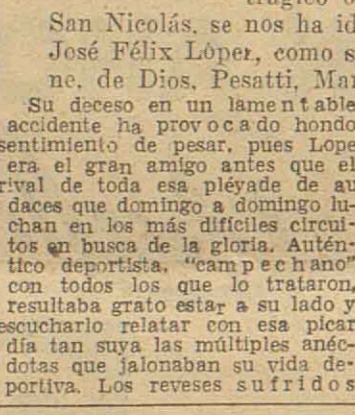 trágico o
San Nicolás, se nos ha id
José Félix López, como s
ne, de Dios, Pesatti, Mar
Su deceso en un lamentable
accidente ha provocado hondo
sentimiento de pesar, pues Lope
era el gran amigo antes que el
rival de toda esa pléyade de au
daces que domingo a domingo lu-
chan en los más difíciles circui-
tos en busca de la gloria. Autén-
tico deportista, "campechano"
con todos los que lo trataron,
resultaba grato estar a su lado y
escucharlo relatar con esa picar
día tan suya las múltiples anéc-
dotas que jalonaban su vida de-
portiva. Los reveses sufridos